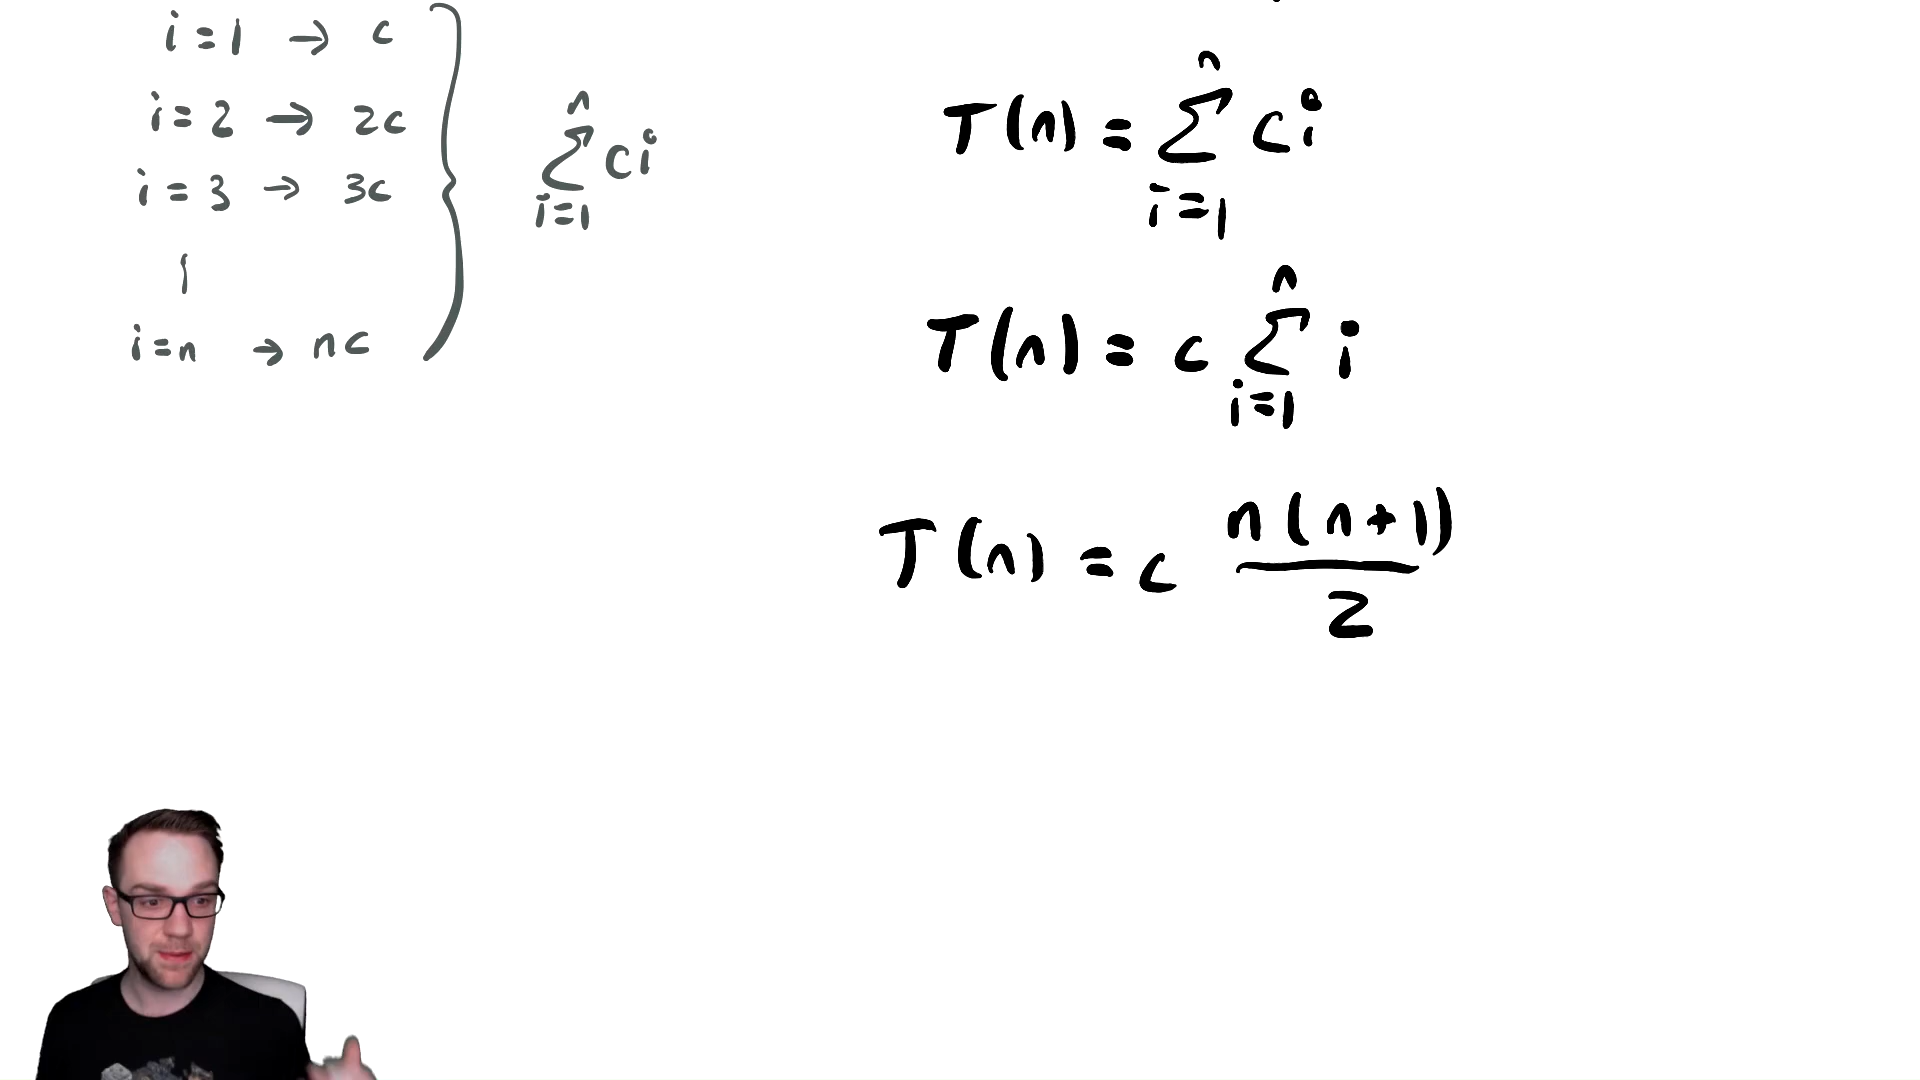 i = 1 → c
i = 2 → 2c
i = 3 → 3c
|
i = n → nc
n
∑ ci
i=1
n
T(n) = ∑ ci
i=1
n
T(n) = c ∑ i
i=1
T(n) = c n(n+1)
2